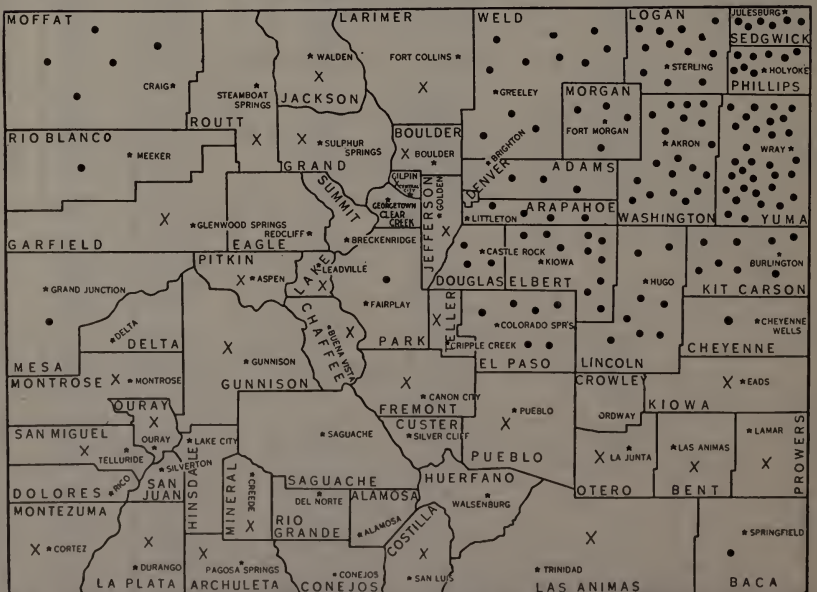 MOFFAT
CRAIG
ROUTT
STEAMBOAT
SPRINGS
LARIMER
WALDEN
JACKSON
FORT COLLINS
WELD
GREELEY
LOGAN
STERLING
JULESBURG
SEDGWICK
HOLYOKE
PHILLIPS
MORGAN
FORT MORGAN
RIO BLANCO
MEEKER
GRAND
SULPHUR
SPRINGS
BOULDER
BOULDER
GILPIN
CENTRAL
CITY
BRIGHTON
DENVER
ADAMS
ARAPAHOE
LITTLETON
AKRON
WASHINGTON
WRAY
YUMA
GARFIELD
GLENWOOD SPRINGS
REDCLIFF
EAGLE
SUMMIT
GEORGETOWN
CLEAR
CREEK
BRECKENRIDGE
JEFFERSON
GOLDEN
GRAND JUNCTION
MESA
PITKIN
ASPEN
LAKE
LEADVILLE
CHAFFEE
BUENA VISTA
FAIRPLAY
PARK
CASTLE ROCK
DOUGLAS
KIOWA
ELBERT
HUGO
LINCOLN
BURLINGTON
KIT CARSON
DELTA
DELTA
TELLER
CRIPPLE CREEK
COLORADO SPR'S.
EL PASO
CHEYENNE
WELLS
CHEYENNE
MONTROSE
MONTROSE
GUNNISON
GUNNISON
CANON CITY
FREMONT
PUEBLO
PUEBLO
CROWLEY
ORDWAY
EADS
KIOWA
OURAY
OURAY
SAN MIGUEL
TELLURIDE
LAKE CITY
HINSDALE
SAGUACHE
SAGUACHE
CUSTER
SILVER CLIFF
LA JUNTA
OTERO
LAS ANIMAS
BENT
LAMAR
PROWERS
DOLORES
RICO
SILVERTON
SAN
JUAN
MINERAL
CREEDE
DEL NORTE
RIO
GRANDE
ALAMOSA
ALAMOSA
HUERFANO
WALSENBURG
MONTEZUMA
CORTEZ
DURANGO
LA PLATA
PAGOSA SPRINGS
ARCHULETA
CONEJOS
CONEJOS
COSTILLA
SAN LUIS
TRINIDAD
LAS ANIMAS
SPRINGFIELD
BACA